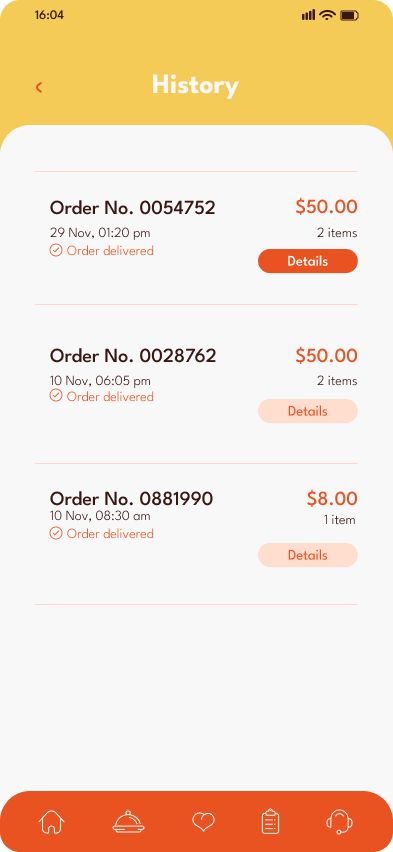 16:04
History
Order No. 0054752 $50.00
29 Nov, 01:20 pm 2 items
Order delivered
Details
Order No. 0028762 $50.00
10 Nov, 06:05 pm 2 items
Order delivered
Details
Order No. 0881990 $8.00
10 Nov, 08:30 am 1 item
Order delivered
Details